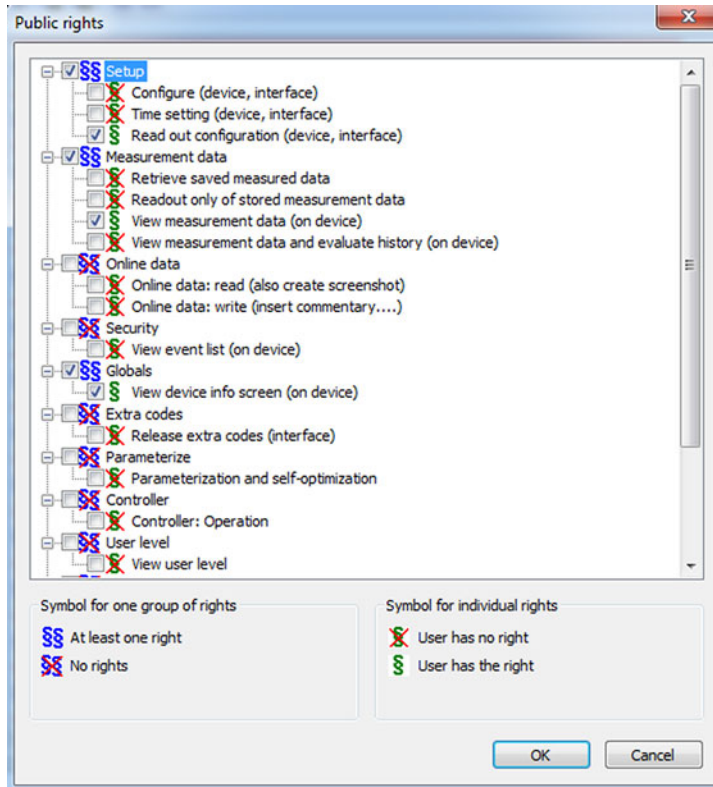 Public rights
§§ Setup
§ Configure (device, interface)
§ Time setting (device, interface)
§ Read out configuration (device, interface)
§§ Measurement data
§ Retrieve saved measured data
§ Readout only of stored measurement data
§ View measurement data (on device)
§ View measurement data and evaluate history (on device)
§§ Online data
§ Online data: read (also create screenshot)
§ Online data: write (insert commentary....)
§§ Security
§ View event list (on device)
§§ Globals
§ View device info screen (on device)
§§ Extra codes
§ Release extra codes (interface)
§§ Parameterize
§ Parameterization and self-optimization
§§ Controller
§ Controller: Operation
§§ User level
§ View user level
Symbol for one group of rights
§§ At least one right
§§ No rights
Symbol for individual rights
§ User has no right
§ User has the right
OK
Cancel